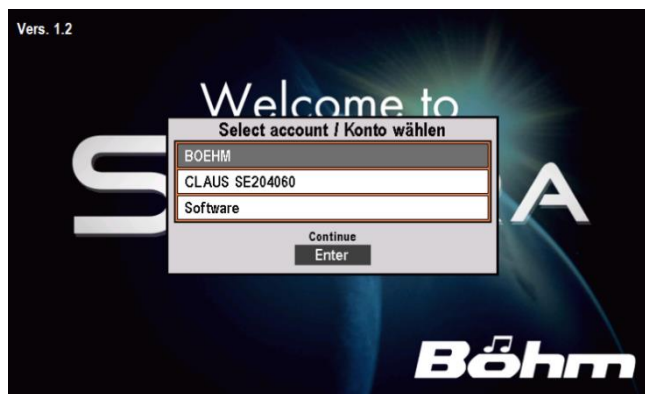 Vers. 1.2
Welcome to
Select account / Konto wählen
BOEHM
CLAUS SE204060
Software
Continue
Enter
Böhm